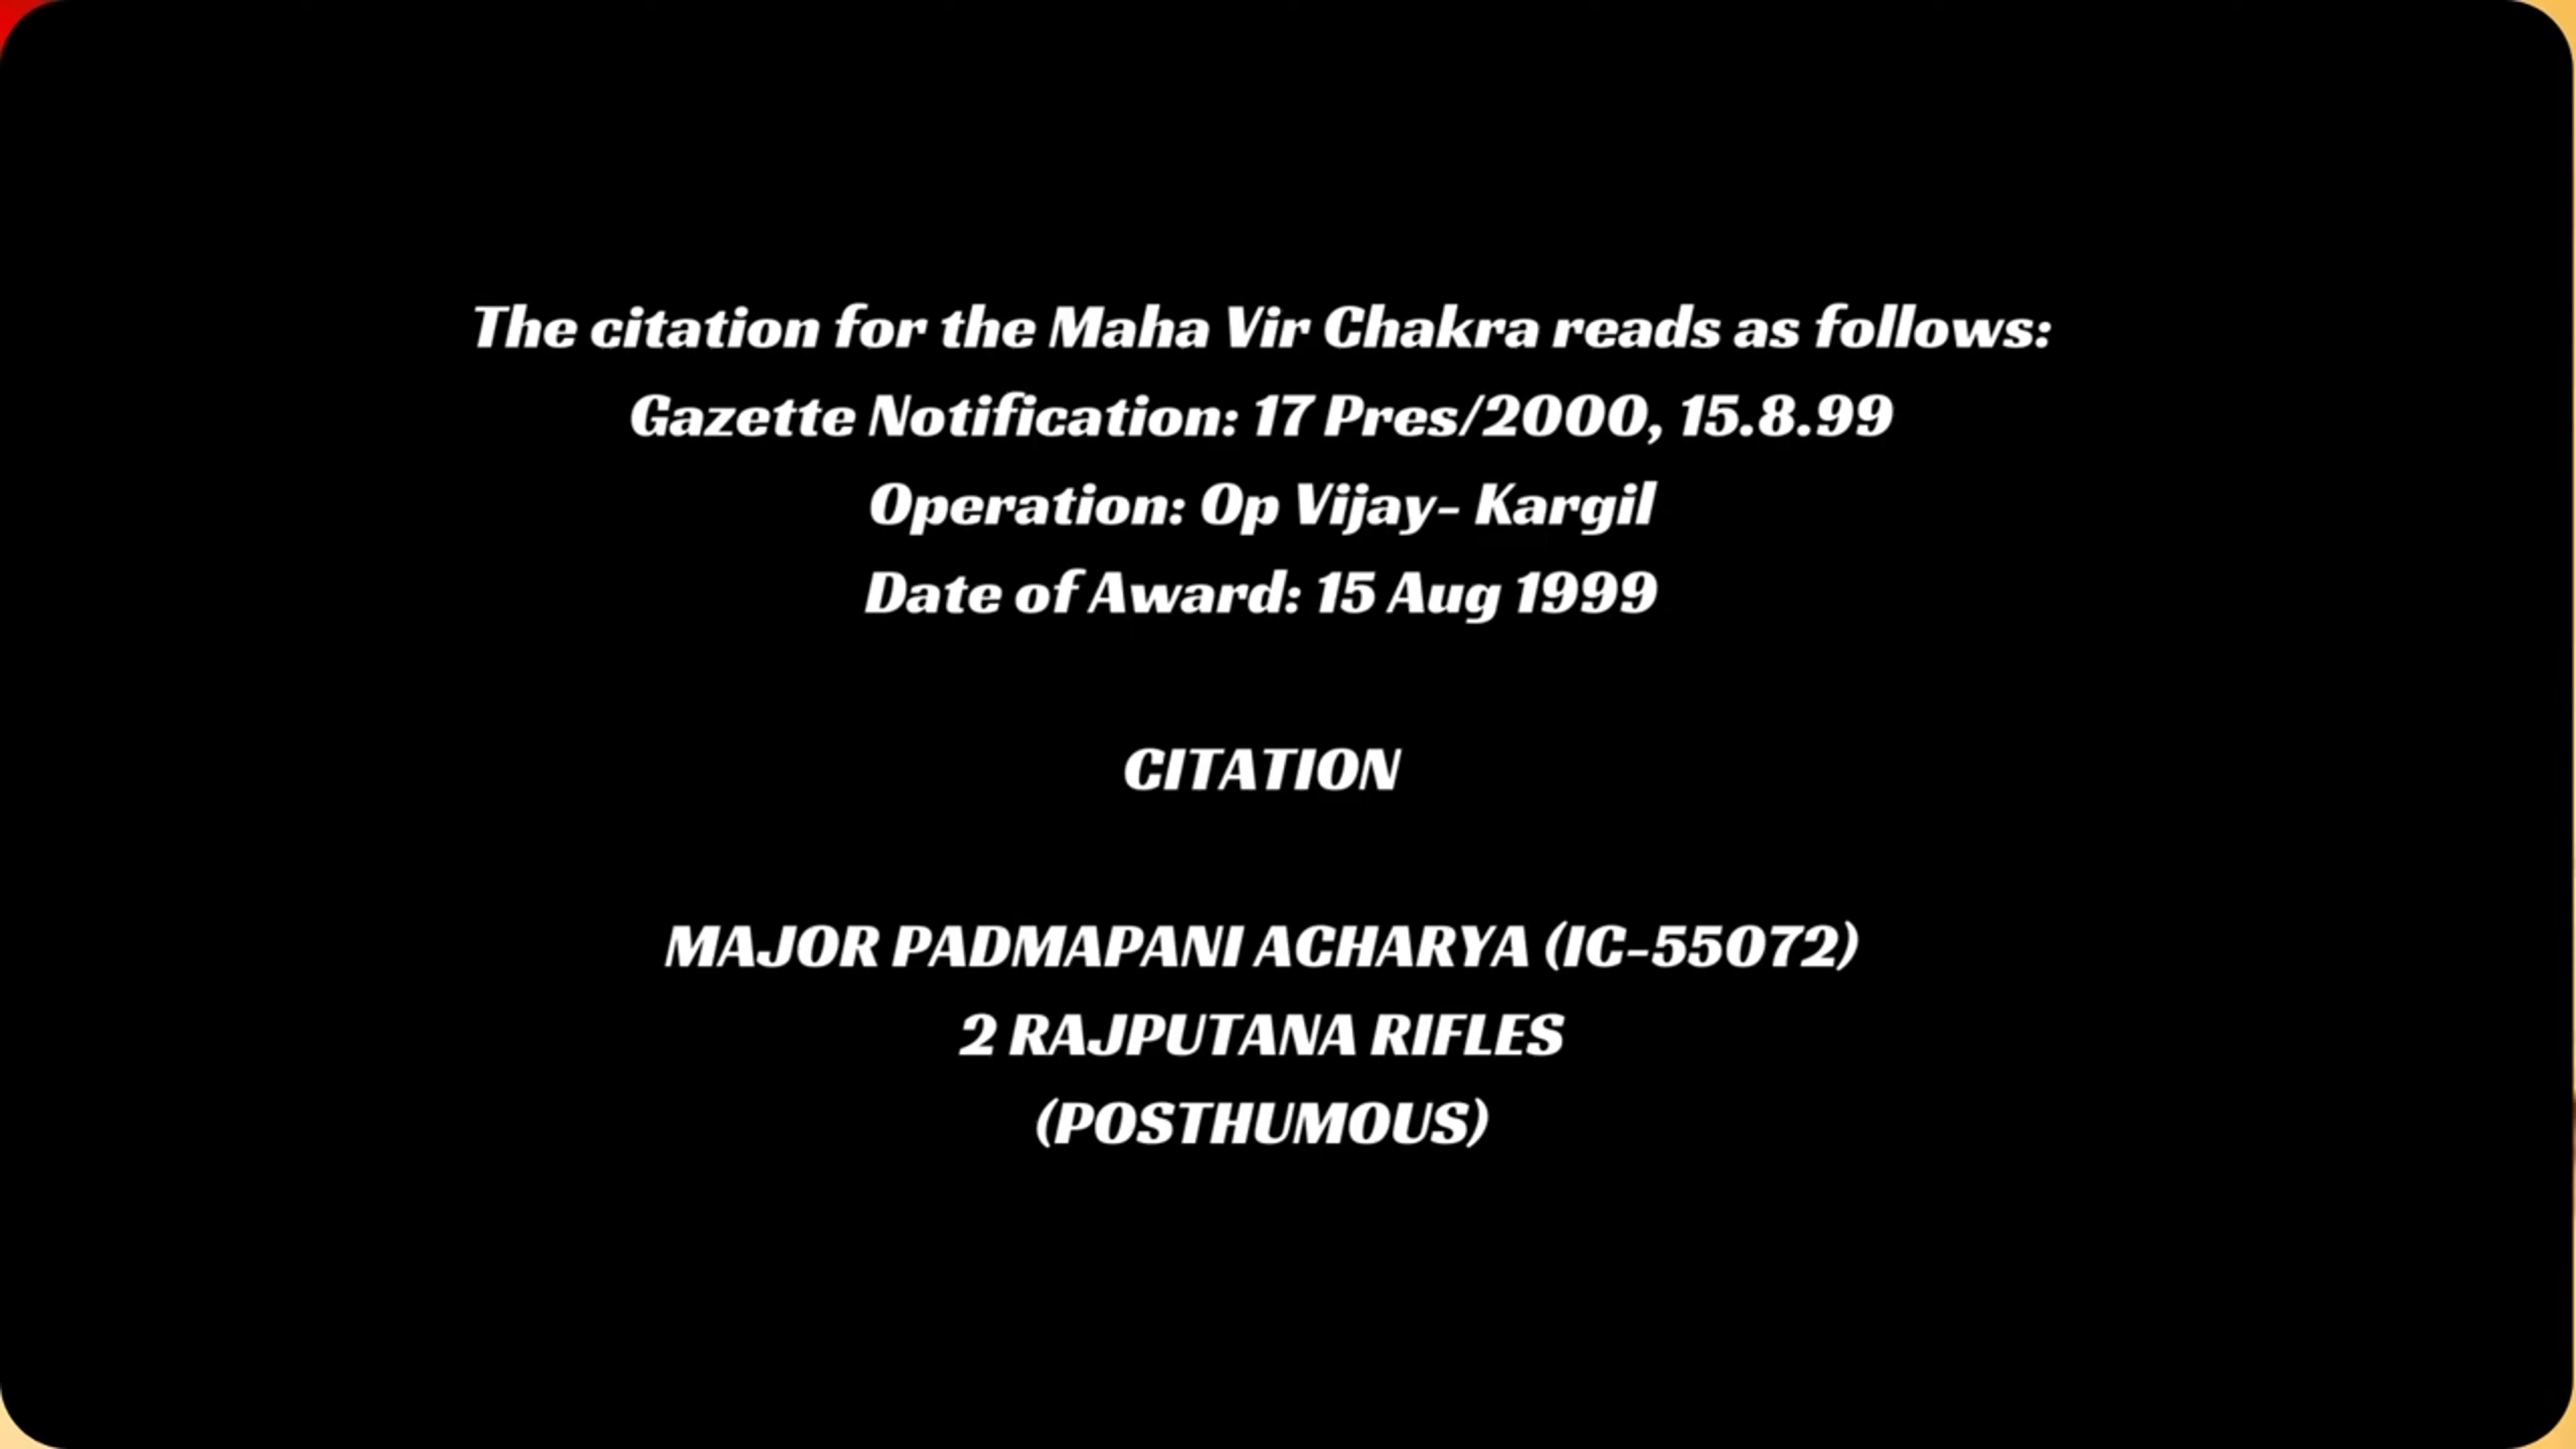 The citation for the Maha Vir Chakra reads as follows:
Gazette Notification: 17 Pres/2000, 15.8.99
Operation: Op Vijay- Kargil
Date of Award: 15 Aug 1999
CITATION
MAJOR PADMAPANI ACHARYA (IC-55072)
2 RAJPUTANA RIFLES
(POSTHUMOUS)